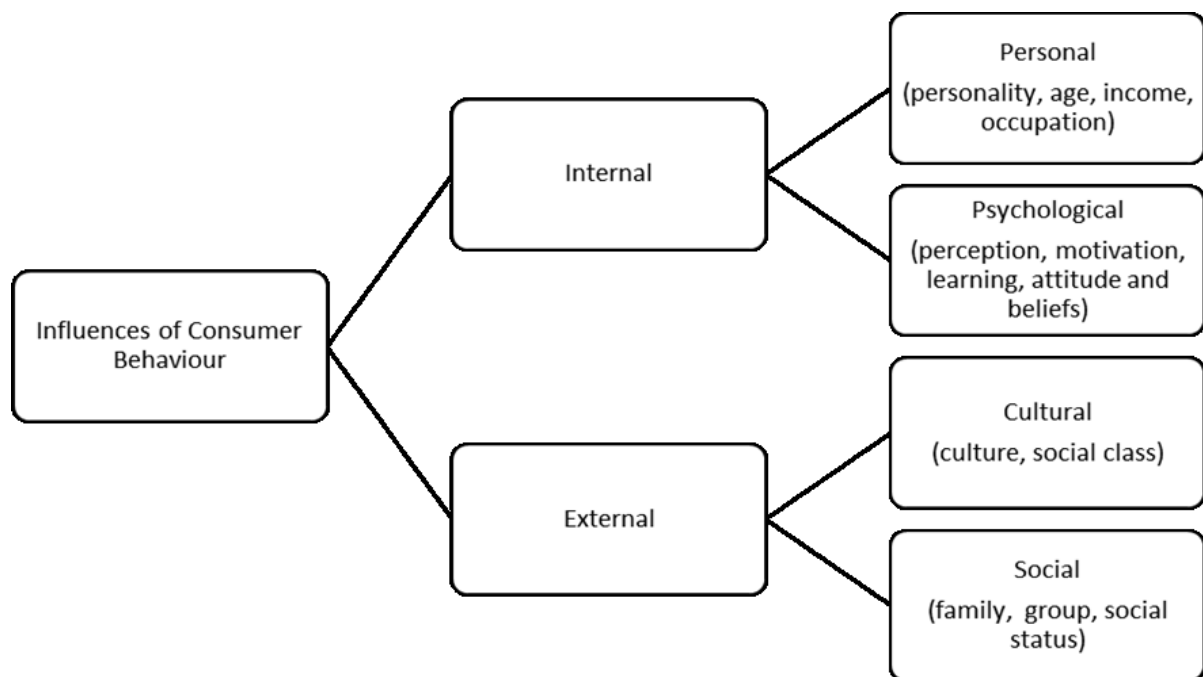 Influences of Consumer
Behaviour
Internal
Personal
(personality, age, income,
occupation)
Psychological
(perception, motivation,
learning, attitude and
beliefs)
External
Cultural
(culture, social class)
Social
(family, group, social
status)